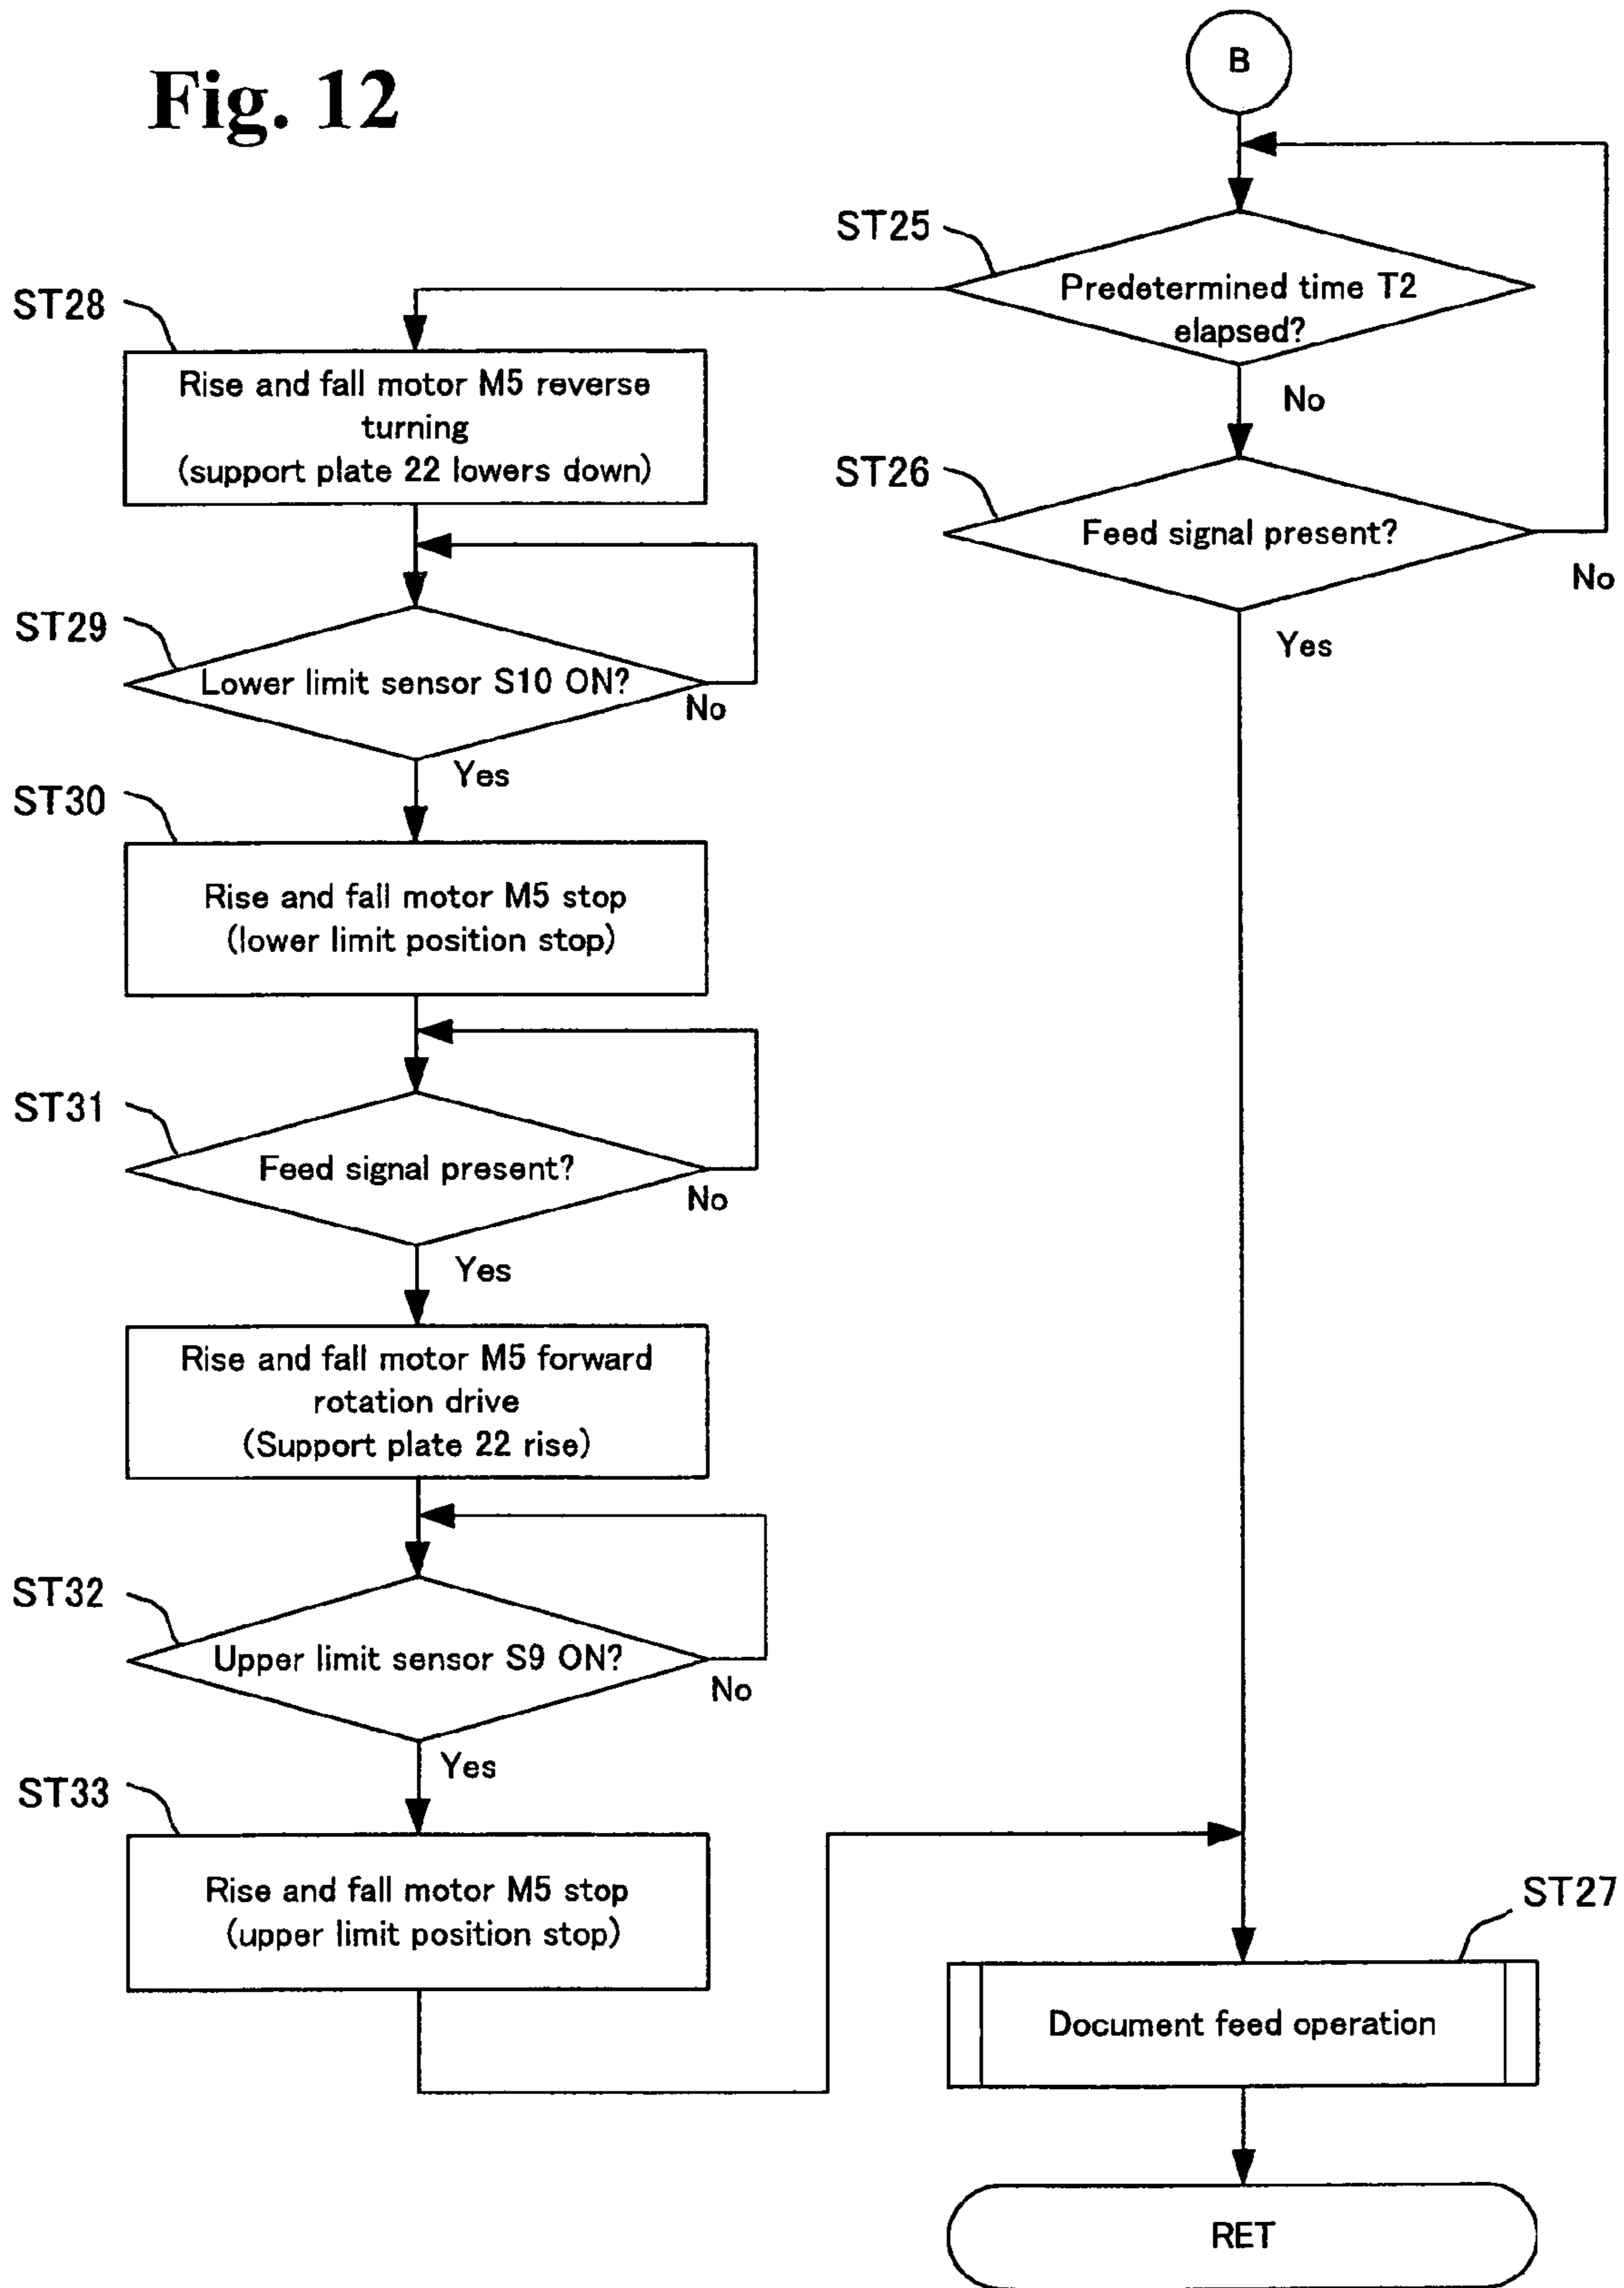 Fig. 12
B
ST25
Predetermined time T2
elapsed?
No
ST26
Feed signal present?
No
Yes
ST28
Rise and fall motor M5 reverse
turning
(support plate 22 lowers down)
ST29
Lower limit sensor S10 ON?
No
Yes
ST30
Rise and fall motor M5 stop
(lower limit position stop)
ST31
Feed signal present?
No
Yes
Rise and fall motor M5 forward
rotation drive
(Support plate 22 rise)
ST32
Upper limit sensor S9 ON?
No
Yes
ST33
Rise and fall motor M5 stop
(upper limit position stop)
ST27
Document feed operation
RET